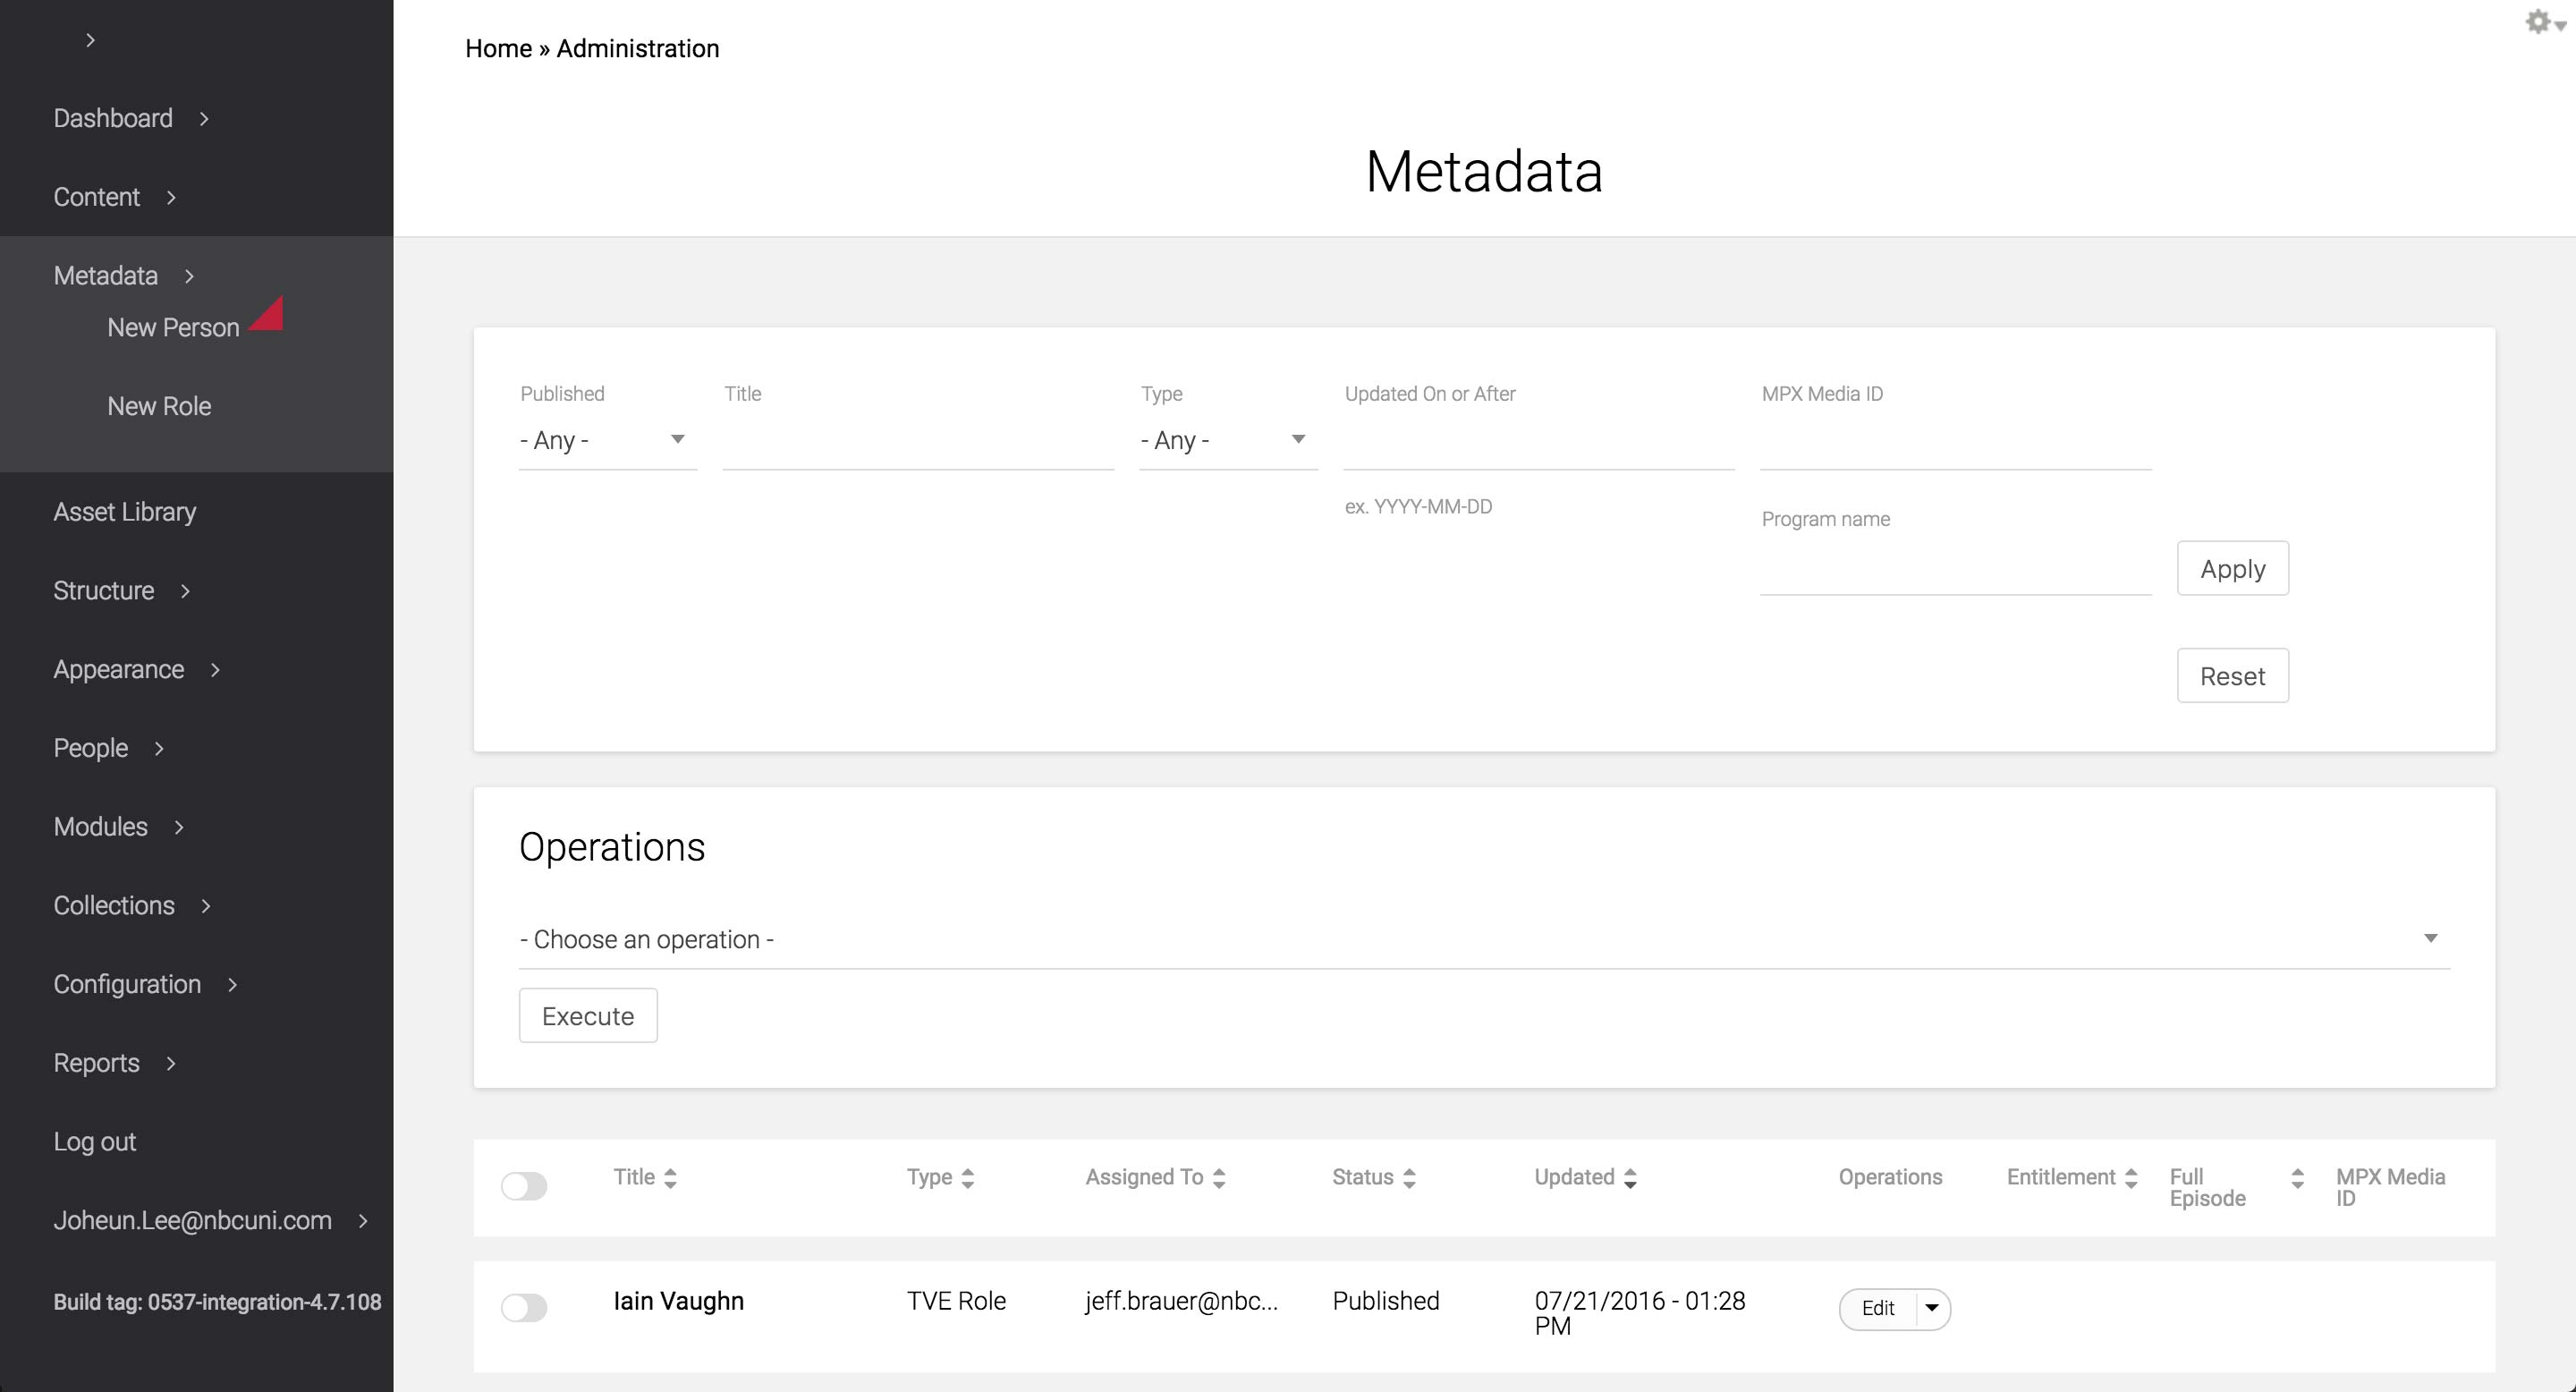 Home » Administration
Dashboard
Content
Metadata
New Person
New Role
Asset Library
Structure
Appearance
People
Modules
Collections
Configuration
Reports
Log out
Joheun.Lee@nbcuni.com
Build tag: 0537-integration-4.7.108
Metadata
Published
Title
Type
Updated On or After
MPX Media ID
- Any -
- Any -
ex. YYYY-MM-DD
Program name
Apply
Reset
Operations
- Choose an operation -
Execute
Title
Type
Assigned To
Status
Updated
Operations
Entitlement
Full
Episode
MPX Media
ID
Iain Vaughn
TVE Role
jeff.brauer@nbc...
Published
07/21/2016 - 01:28
PM
Edit